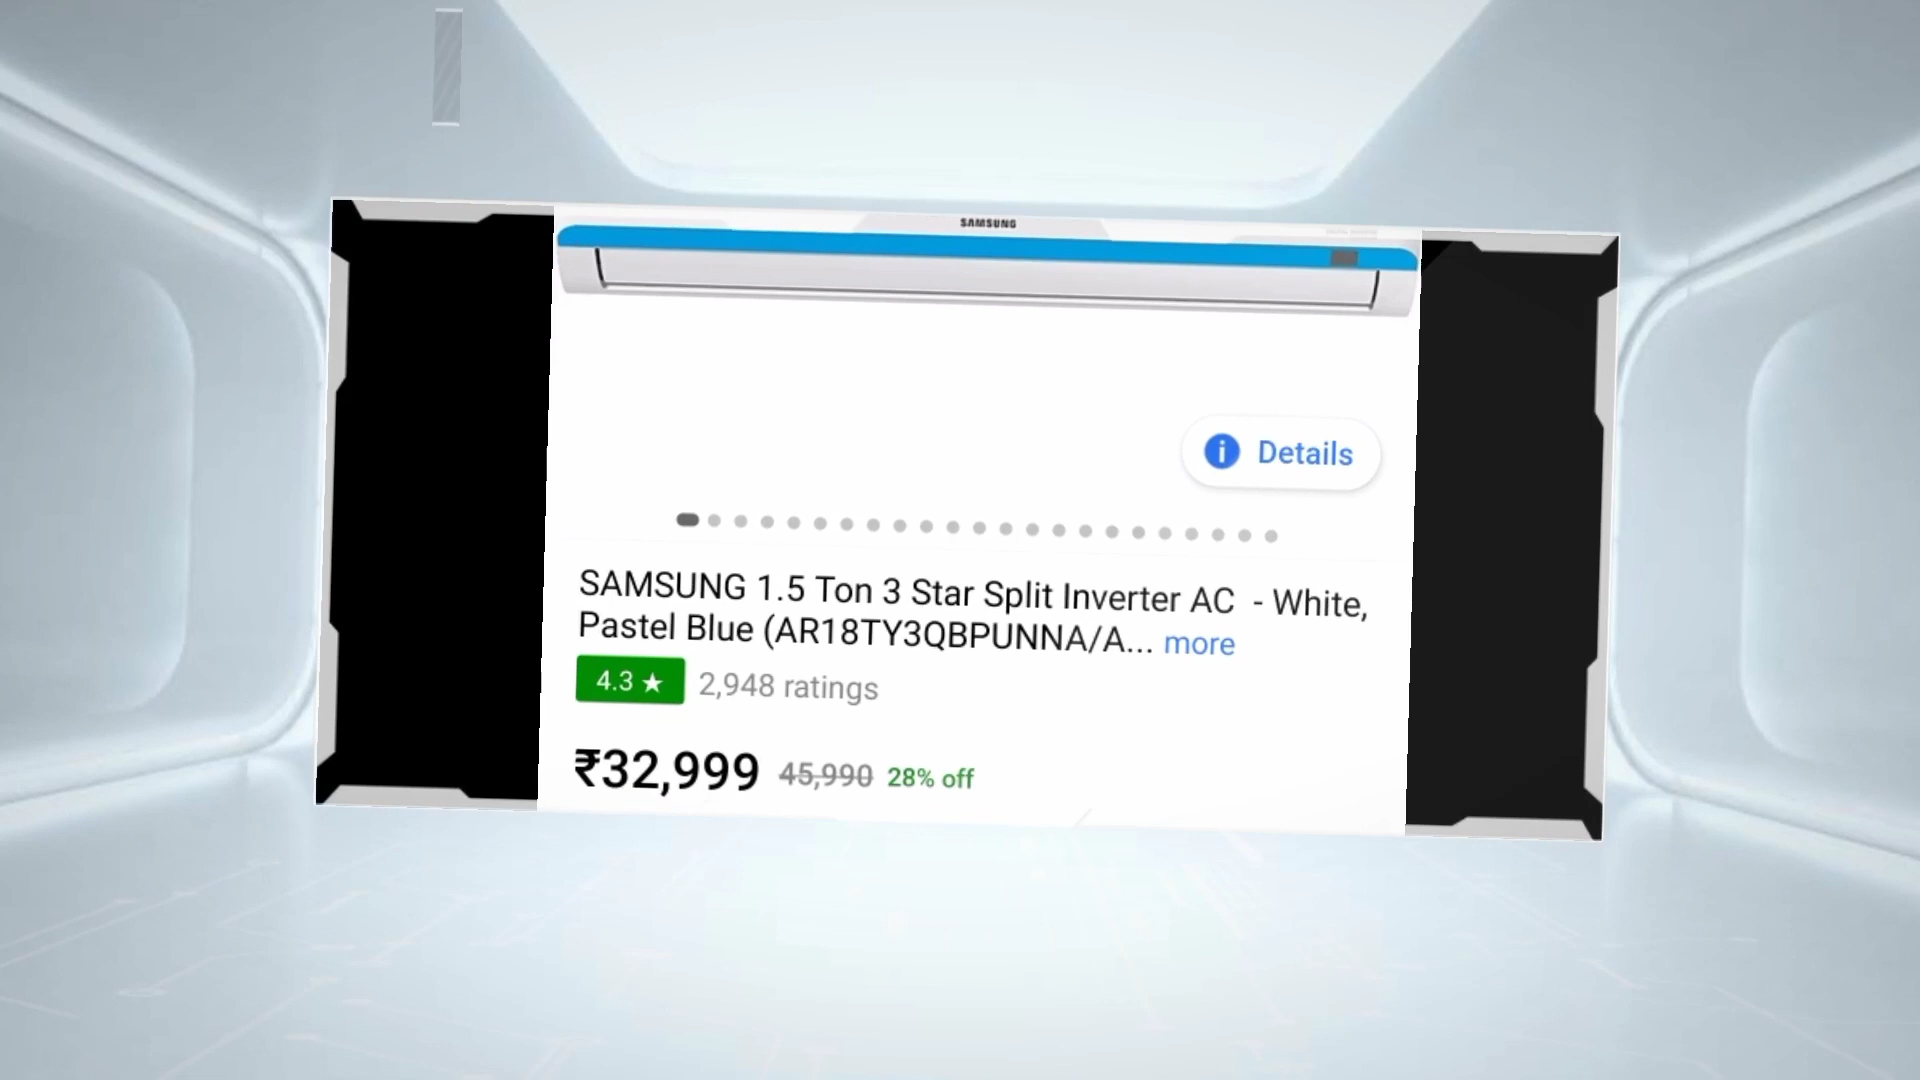 SAMSUNG
Details
SAMSUNG 1.5 Ton 3 Star Split Inverter AC - White,
Pastel Blue (AR18TY3QBPUNNA/A... more
4.3 ★ 2,948 ratings
₹32,999 45,990 28% off